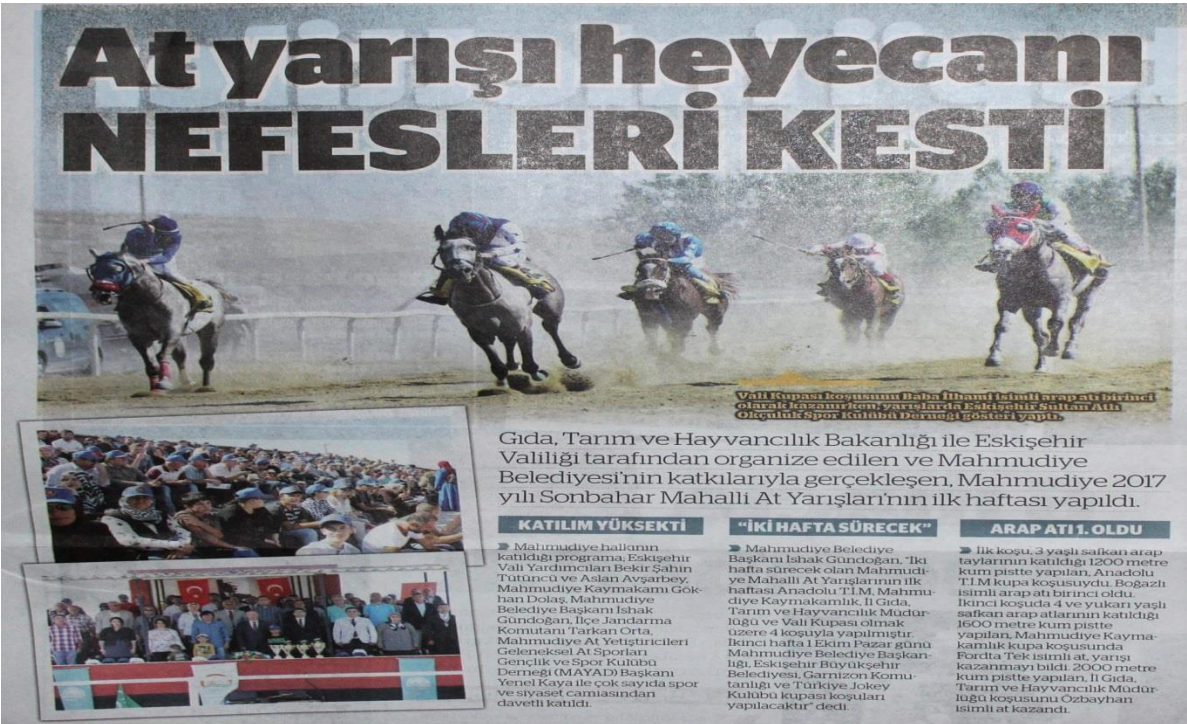 At yarışı heyecanı
NEFESLERİ KESTİ
Vali Kupası koşusunu Baba İlhami isimli arap atı birinci
olarak kazanırken, yarışlarda Eskişehir Sultan Atlı
Okçuluk Spor Kulübü Derneği gösteri yaptı.
Gıda, Tarım ve Hayvancılık Bakanlığı ile Eskişehir
Valiliği tarafından organize edilen ve Mahmudiye
Belediyesi'nin katkılarıyla gerçekleşen, Mahmudiye 2017
yılı Sonbahar Mahalli At Yarışları'nın ilk haftası yapıldı.
KATILIM YÜKSEKTİ
Mahmudiye halkının
katıldığı programa, Eskişehir
Vali Yardımcıları Bekir Şahin
Tütüncü ve Aslan Avşarbey,
Mahmudiye Kaymakamı Gök-
han Dolaş, Mahmudiye
Belediye Başkanı İshak
Gündoğan, İlçe Jandarma
Komutanı Tarkan Orta,
Mahmudiye At Yetiştiricileri
Geleneksel At Sporları
Gençlik ve Spor Kulübü
Derneği (MAYAD) Başkanı
Yenel Kaya ile çok sayıda spor
ve siyaset camiasından
davetli katıldı.
"İKİ HAFTA SÜRECEK"
Mahmudiye Belediye
Başkanı İshak Gündoğan, "İki
hafta sürecek olan Mahmudi-
ye Mahalli At Yarışlarının ilk
haftası Anadolu T.İ.M, Mahmu-
diye Kaymakamlık, İl Gıda,
Tarım ve Hayvancılık Müdür-
lüğü ve Vali Kupası olmak
üzere 4 koşuyla yapılmıştır.
İkinci hafta 1 Ekim Pazar günü
Mahmudiye Belediye Başkan-
lığı, Eskişehir Büyükşehir
Belediyesi, Garnizon Komu-
tanlığı ve Türkiye Jokey
Kulübü kupası koşuları
yapılacaktır" dedi.
ARAP ATI 1. OLDU
İlk koşu, 3 yaşlı safkan arap
taylarının katıldığı 1200 metre
kum pistte yapılan, Anadolu
T.İ.M kupa koşusuydu. Boğazlı
isimli arap atı birinci oldu.
İkinci koşuda 4 ve yukarı yaşlı
safkan arap atlarının katıldığı
1600 metre kum pistte
yapılan, Mahmudiye Kayma-
kamlık kupa koşusunda
Fordta Tek isimli at, yarışı
kazanmayı bildi. 2000 metre
kum pistte yapılan, İl Gıda,
Tarım ve Hayvancılık Müdür-
lüğü koşusunu Özbayhan
isimli at kazandı.